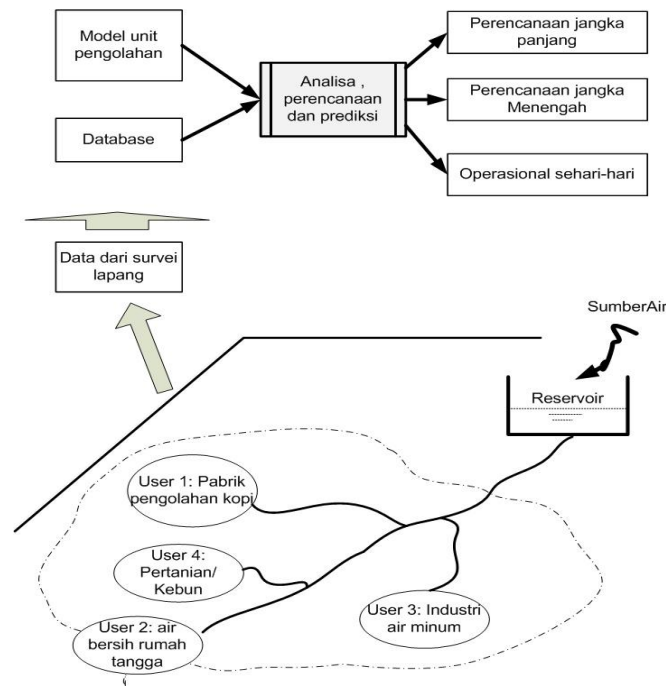 Model unit
pengolahan
Database
Analisa ,
perencanaan
dan prediksi
Perencanaan jangka
panjang
Perencanaan jangka
Menengah
Operasional sehari-hari
Data dari survei
lapang
SumberAir
Reservoir
User 1: Pabrik
pengolahan kopi
User 4:
Pertanian/
Kebun
User 2: air
bersih rumah
tangga
User 3: Industri
air minum